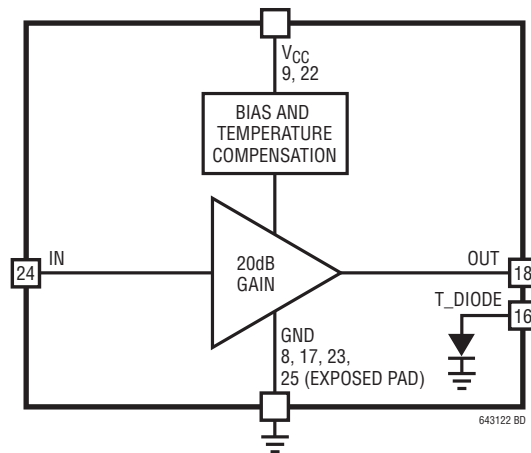 VCC
9, 22
BIAS AND
TEMPERATURE
COMPENSATION
24
IN
20dB
GAIN
OUT
18
T_DIODE
16
GND
8, 17, 23,
25 (EXPOSED PAD)
643122 BD